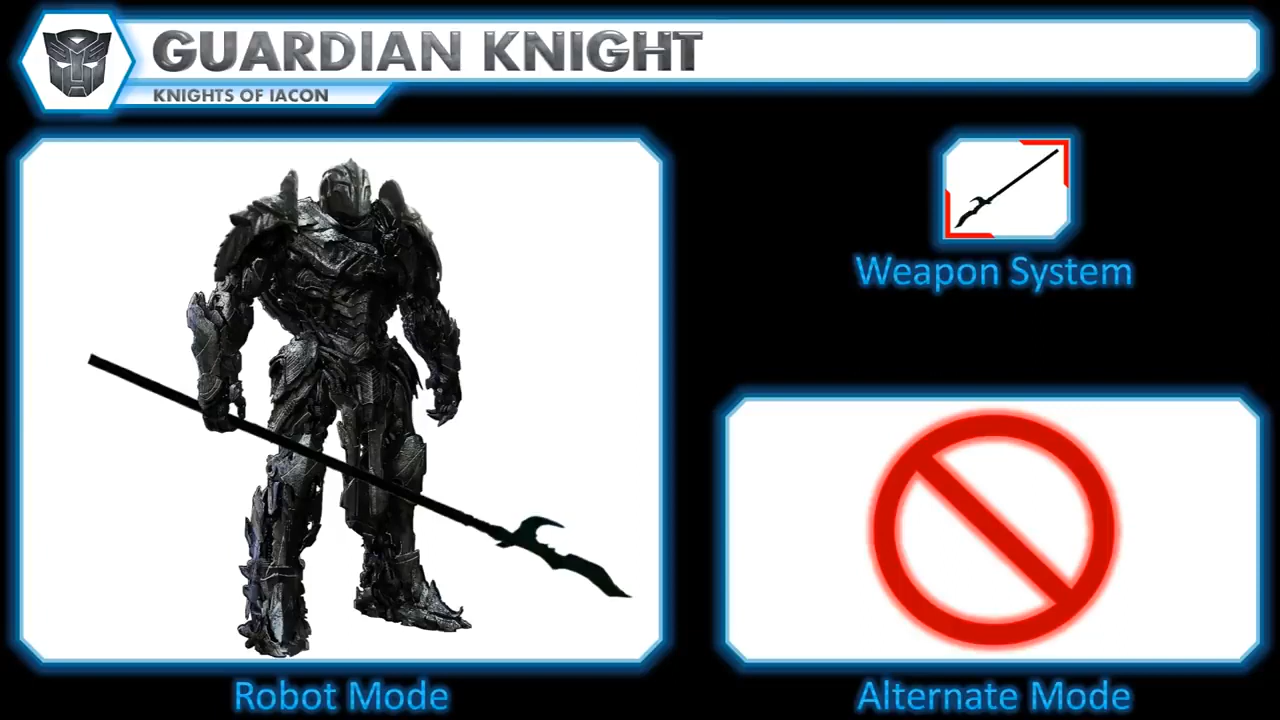 GUARDIAN KNIGHT
KNIGHTS OF IACON
Weapon System
Robot Mode
Alternate Mode